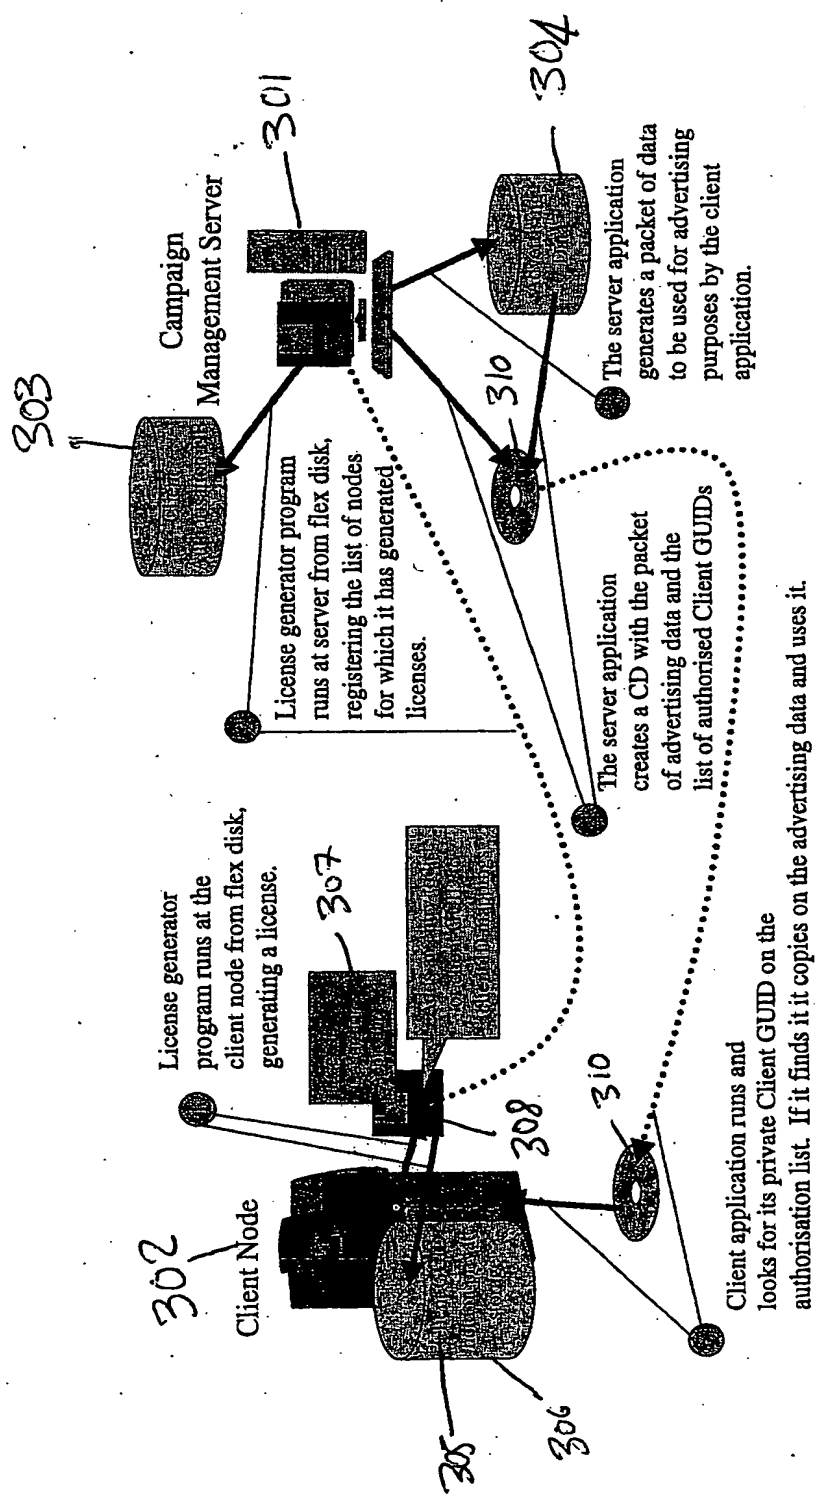 302
Client Node
305
306
License generator
program runs at the
client node from flex disk,
generating a license.
307
308
310
Client application runs and
looks for its private Client GUID on the
authorisation list. If it finds it it copies on the advertising data and uses it.
303
Campaign
Management Server
301
License generator program
runs at server from flex disk,
registering the list of nodes
for which it has generated
licenses.
310
304
The server application
creates a CD with the packet
of advertising data and the
list of authorised Client GUIDs
The server application
generates a packet of data
to be used for advertising
purposes by the client
application.